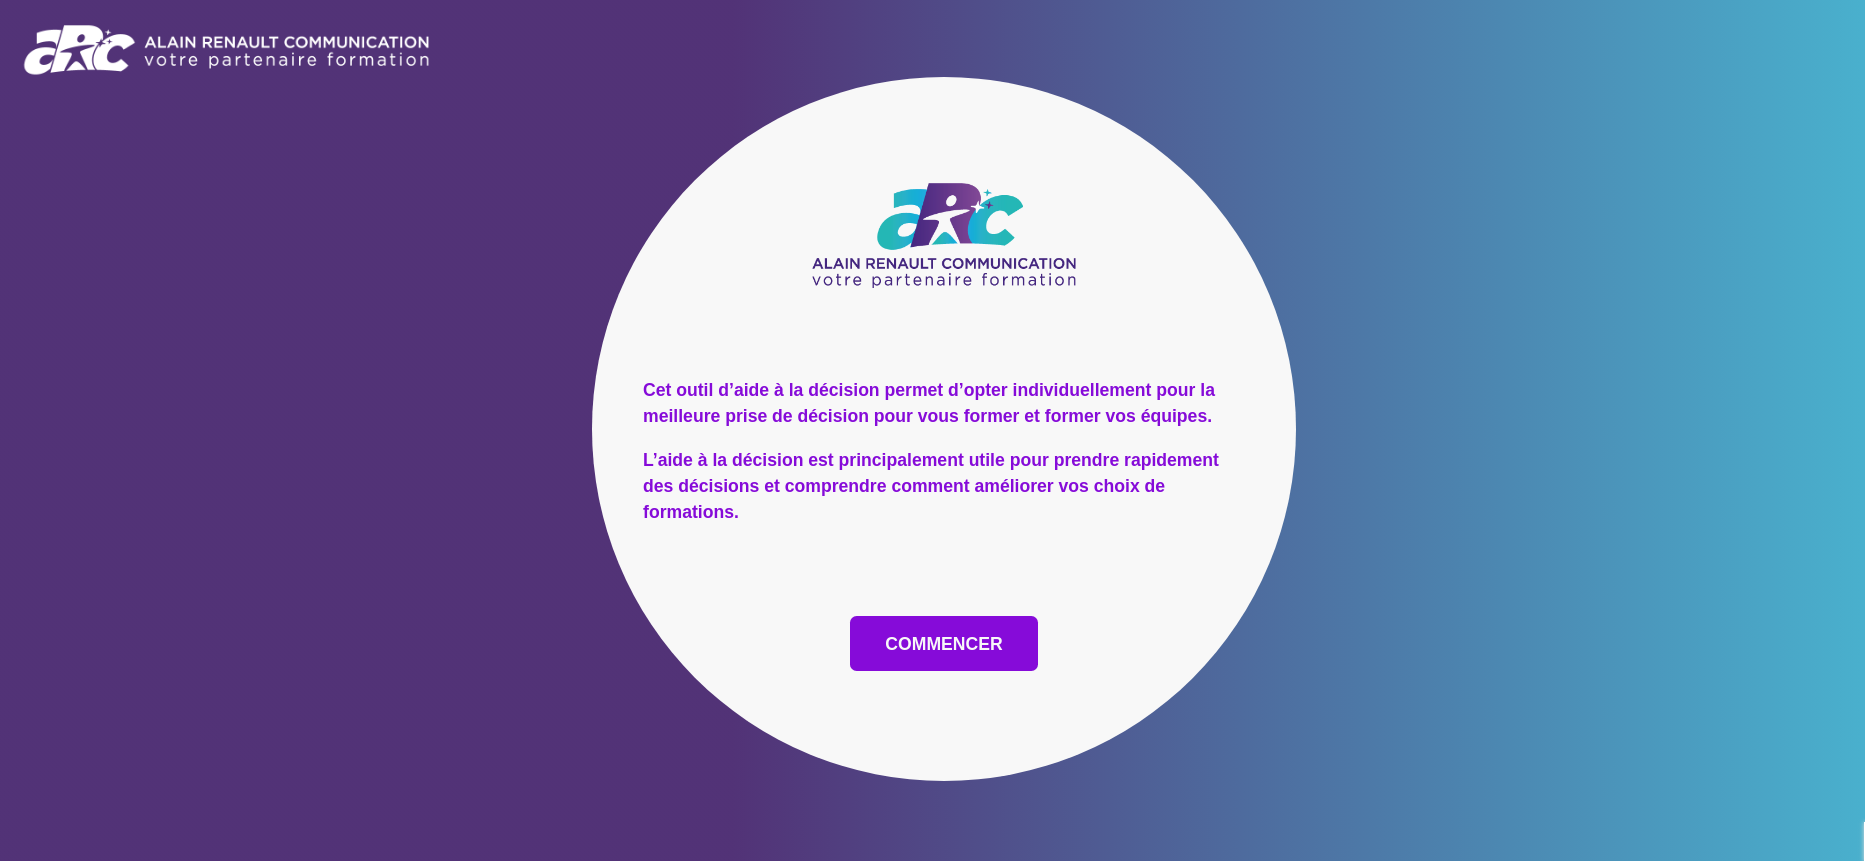 aRc ALAIN RENAULT COMMUNICATION
votre partenaire formation
aRc
ALAIN RENAULT COMMUNICATION
votre partenaire formation
Cet outil d’aide à la décision permet d’opter individuellement pour la
meilleure prise de décision pour vous former et former vos équipes.
L’aide à la décision est principalement utile pour prendre rapidement
des décisions et comprendre comment améliorer vos choix de
formations.
COMMENCER